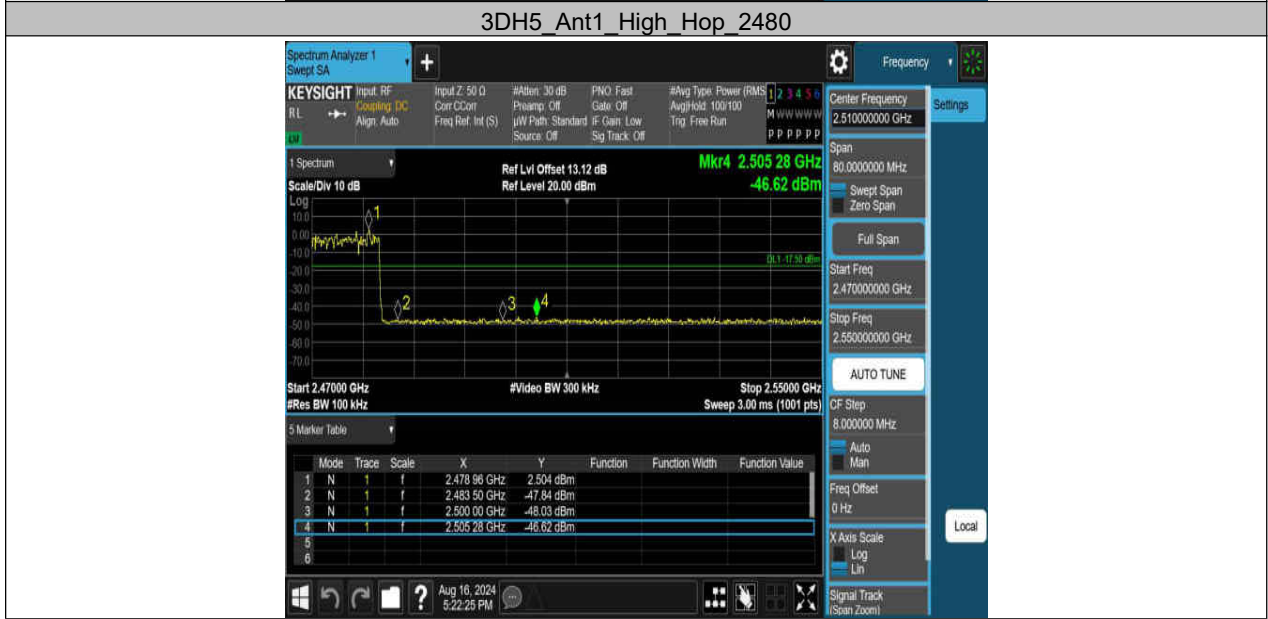 3DH5_Ant1_High_Hop_2480
Spectrum Analyzer 1
Swept SA
+
Frequency
KEYSIGHT
RL
Input: RF
Coupling: DC
Align: Auto
Input Z: 50 Ω
Corr CCorr
Freq Ref: Int (S)
#Atten: 30 dB
Preamp: Off
µW Path: Standard
Source: Off
PNO: Fast
Gate: Off
IF Gain: Low
Sig Track: Off
#Avg Type: Power (RMS
Avg|Hold: 100/100
Trig: Free Run
1 2 3 4 5 6
M W W W W W
P P P P P P
Center Frequency
2.510000000 GHz
Settings
1 Spectrum
Scale/Div 10 dB
Ref Lvl Offset 13.12 dB
Ref Level 20.00 dBm
Mkr4 2.505 28 GHz
-46.62 dBm
Span
80.0000000 MHz
Swept Span
Zero Span
Full Span
Start Freq
2.470000000 GHz
Stop Freq
2.550000000 GHz
AUTO TUNE
CF Step
8.000000 MHz
Auto
Man
Freq Offset
0 Hz
X Axis Scale
Log
Lin
Signal Track
(Span Zoom)
Local
Log
10.0
0.00
-10.0
-20.0
-30.0
-40.0
-50.0
-60.0
-70.0
1
2
3
4
DL1 -17.50 dBm
Start 2.47000 GHz
#Res BW 100 kHz
#Video BW 300 kHz
Stop 2.55000 GHz
Sweep 3.00 ms (1001 pts)
5 Marker Table
Mode Trace Scale X Y Function Function Width Function Value
1 N 1 f 2.478 96 GHz 2.504 dBm
2 N 1 f 2.483 50 GHz -47.84 dBm
3 N 1 f 2.500 00 GHz -48.03 dBm
4 N 1 f 2.505 28 GHz -46.62 dBm
5
6
?
Aug 16, 2024
5:22:25 PM